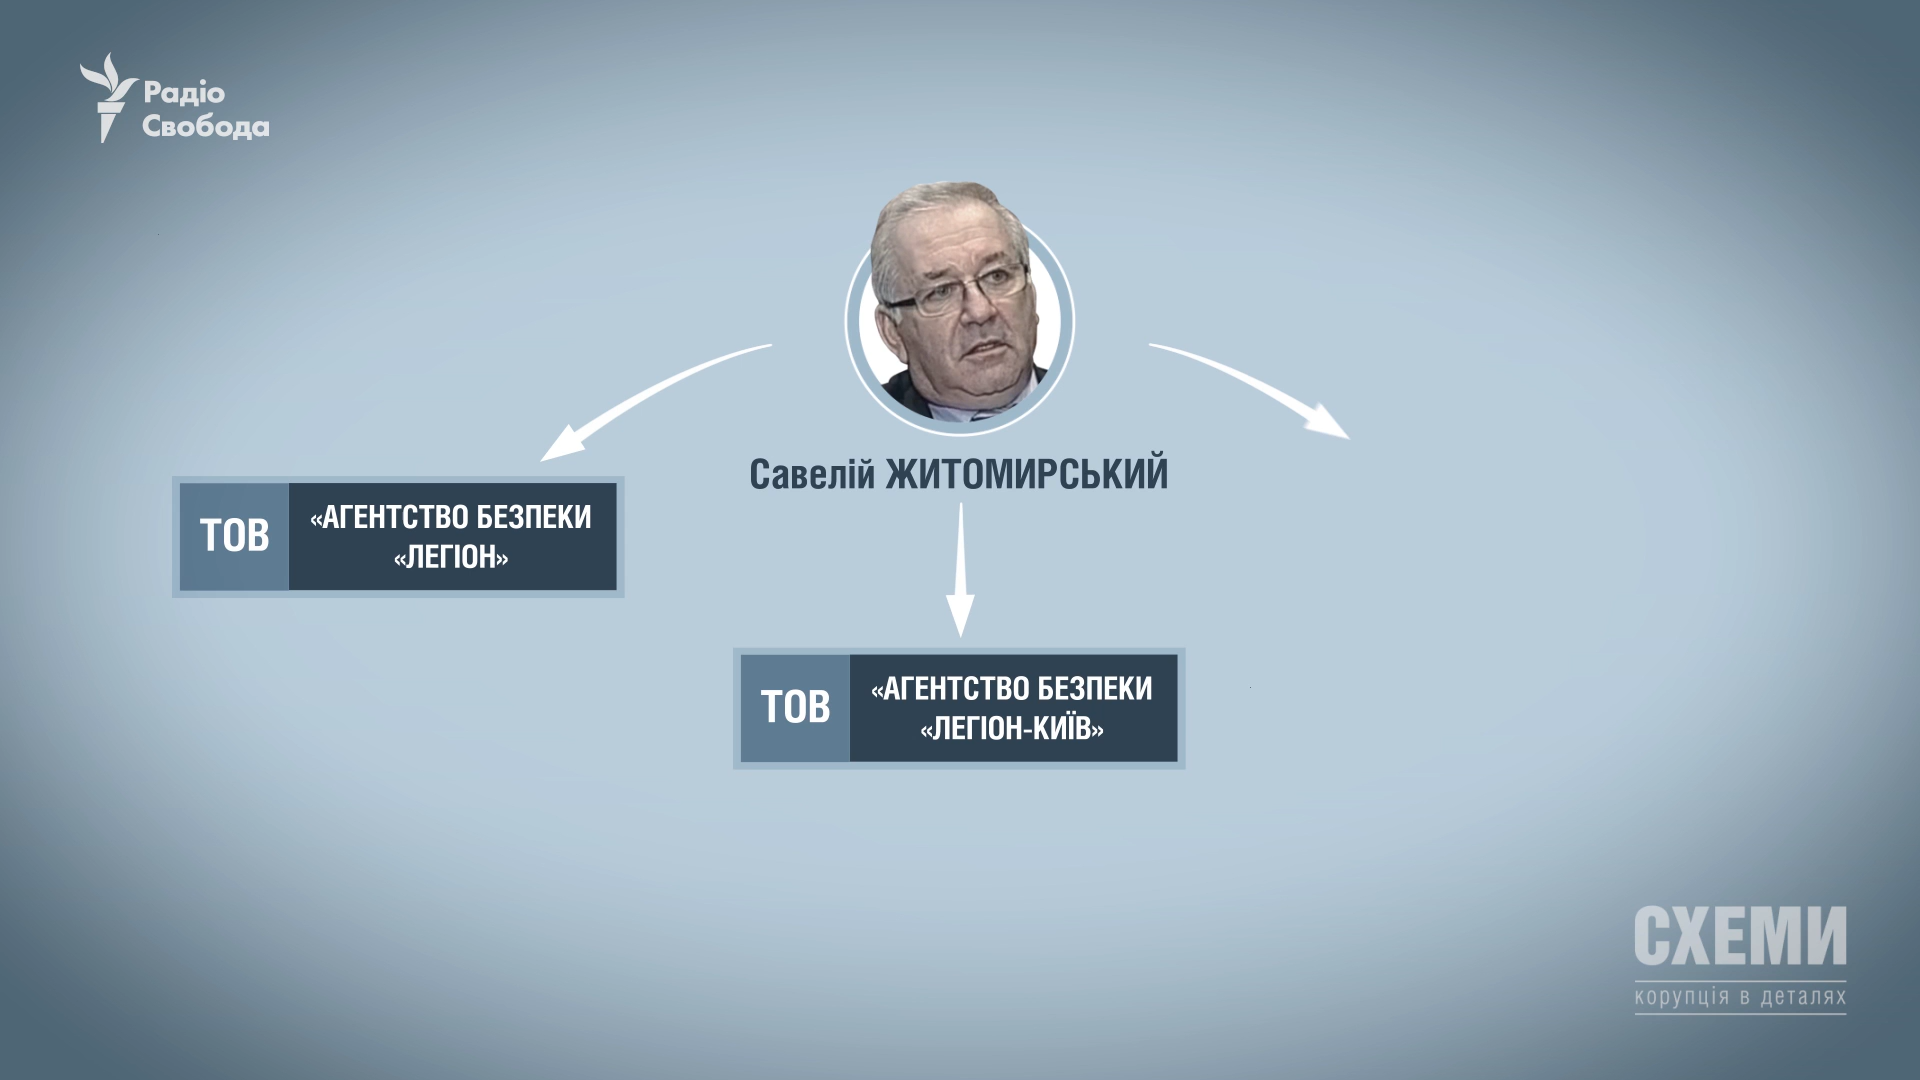 Радіо
Свобода
Савелій ЖИТОМИРСЬКИЙ
ТОВ
«АГЕНТСТВО БЕЗПЕКИ
«ЛЕГІОН»
ТОВ
«АГЕНТСТВО БЕЗПЕКИ
«ЛЕГІОН-КИЇВ»
СХЕМИ
корупція в деталях